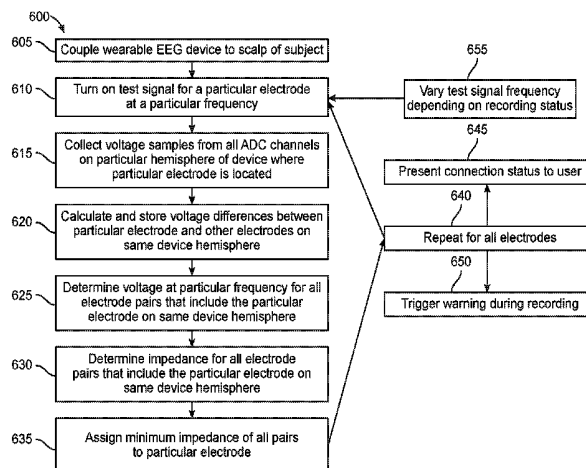 600
605
Couple wearable EEG device to scalp of subject
610
Turn on test signal for a particular electrode
at a particular frequency
615
Collect voltage samples from all ADC channels
on particular hemisphere of device where
particular electrode is located
620
Calculate and store voltage differences between
particular electrode and other electrodes on
same device hemisphere
625
Determine voltage at particular frequency for all
electrode pairs that include the particular
electrode on same device hemisphere
630
Determine impedance for all electrode
pairs that include the particular electrode on
same device hemisphere
635
Assign minimum impedance of all pairs
to particular electrode
655
Vary test signal frequency
depending on recording status
645
Present connection status to user
640
Repeat for all electrodes
650
Trigger warning during recording